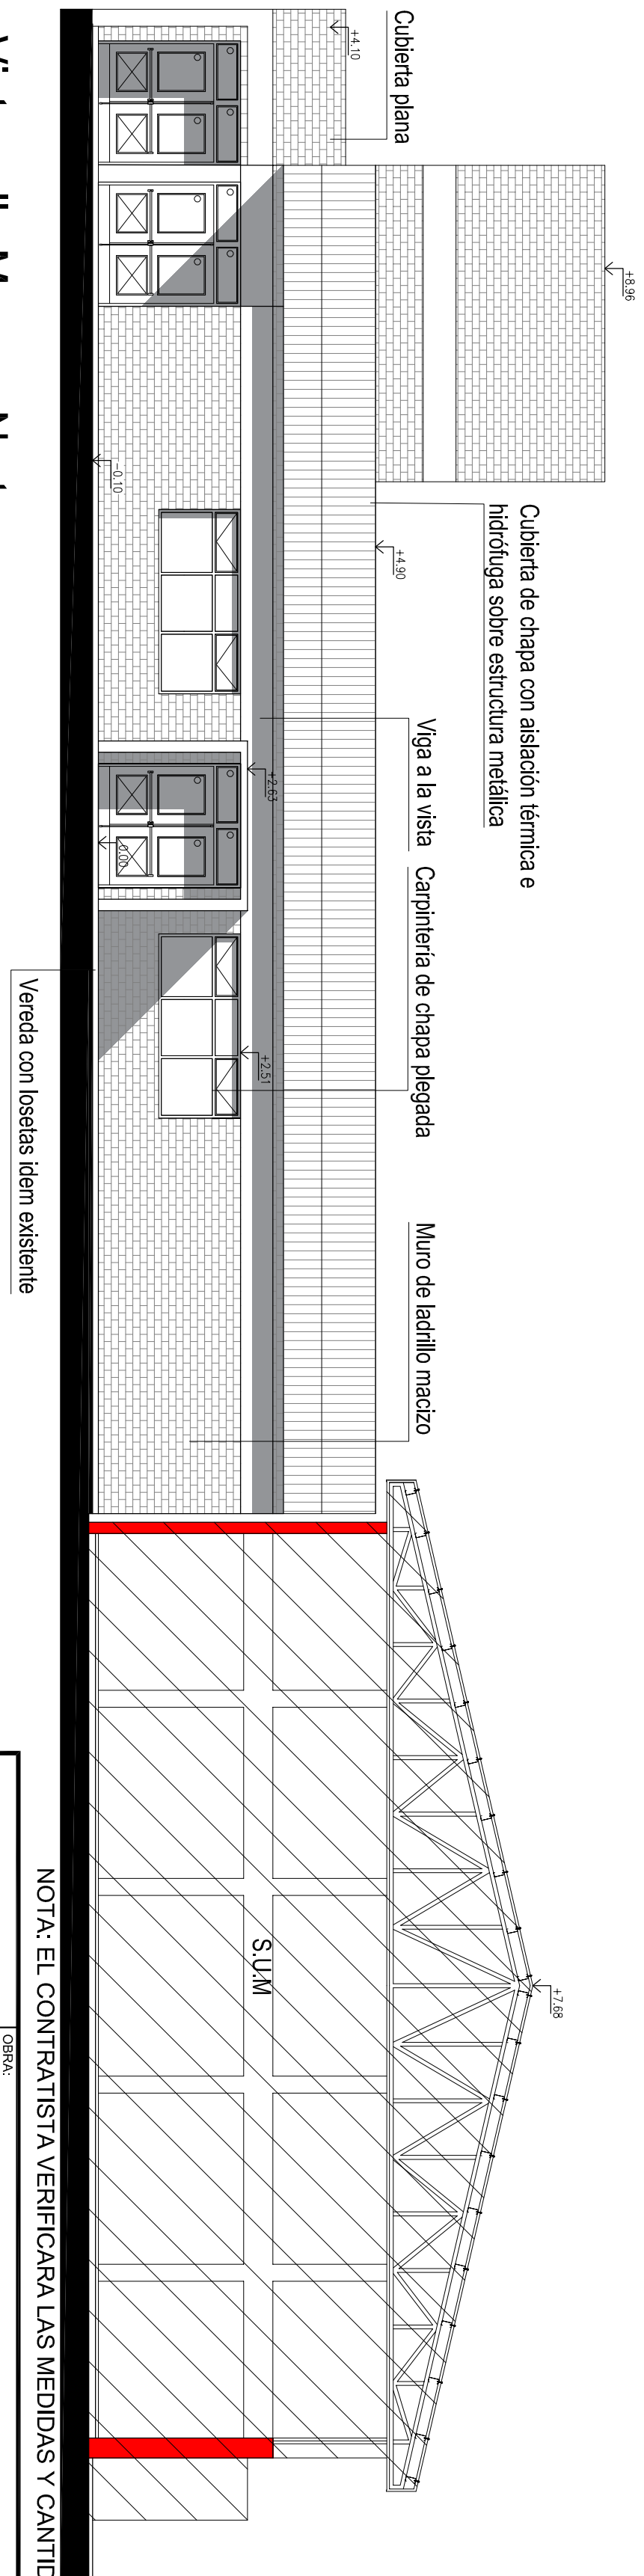 +8.96
+4.10
Cubierta plana
Cubierta de chapa con aislación térmica e
hidrófuga sobre estructura metálica
+4.90
Viga a la vista
Carpintería de chapa plegada
Muro de ladrillo macizo
+7.68
+2.63
+2.51
-0.10
0.00
S.U.M
Vereda con losetas idem existente
NOTA: EL CONTRATISTA VERIFICARA LAS MEDIDAS Y CANTID
OBRA: